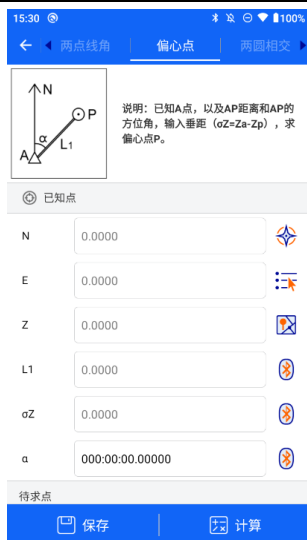 15:30 100%
两点线角 偏心点 两圆相交
N
P
α
L1
A
说明：已知A点，以及AP距离和AP的
方位角，输入垂距（σZ=Za-Zp），求
偏心点P。
已知点
N 0.0000
E 0.0000
Z 0.0000
L1 0.0000
σZ 0.0000
α 000:00:00.00000
待求点
保存 计算